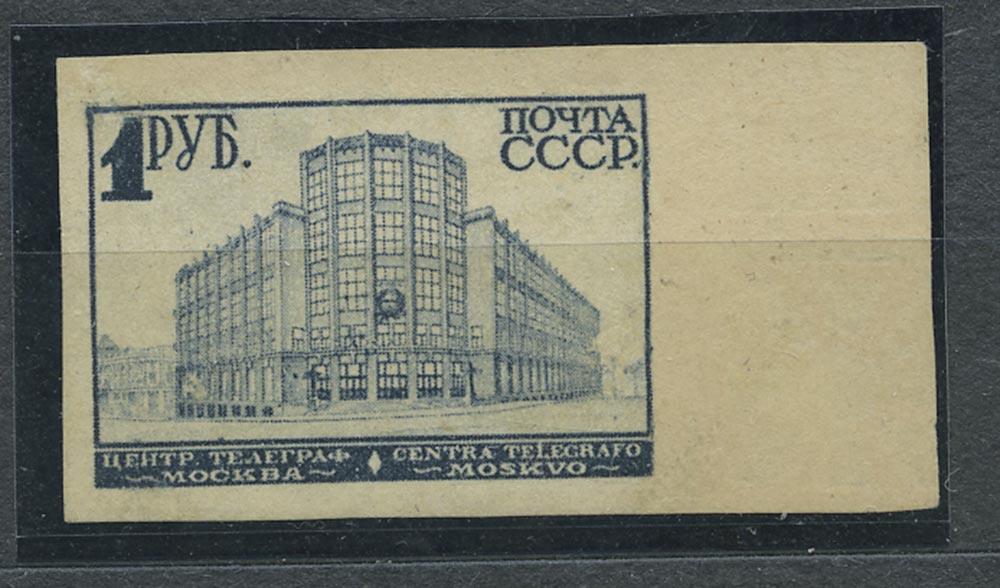 1 РУБ.
ПОЧТА
СССР.
ЦЕНТР. ТЕЛЕГРАФ
~МОСКВА~
CENTRA TELEGRAFO
~MOSKVO~